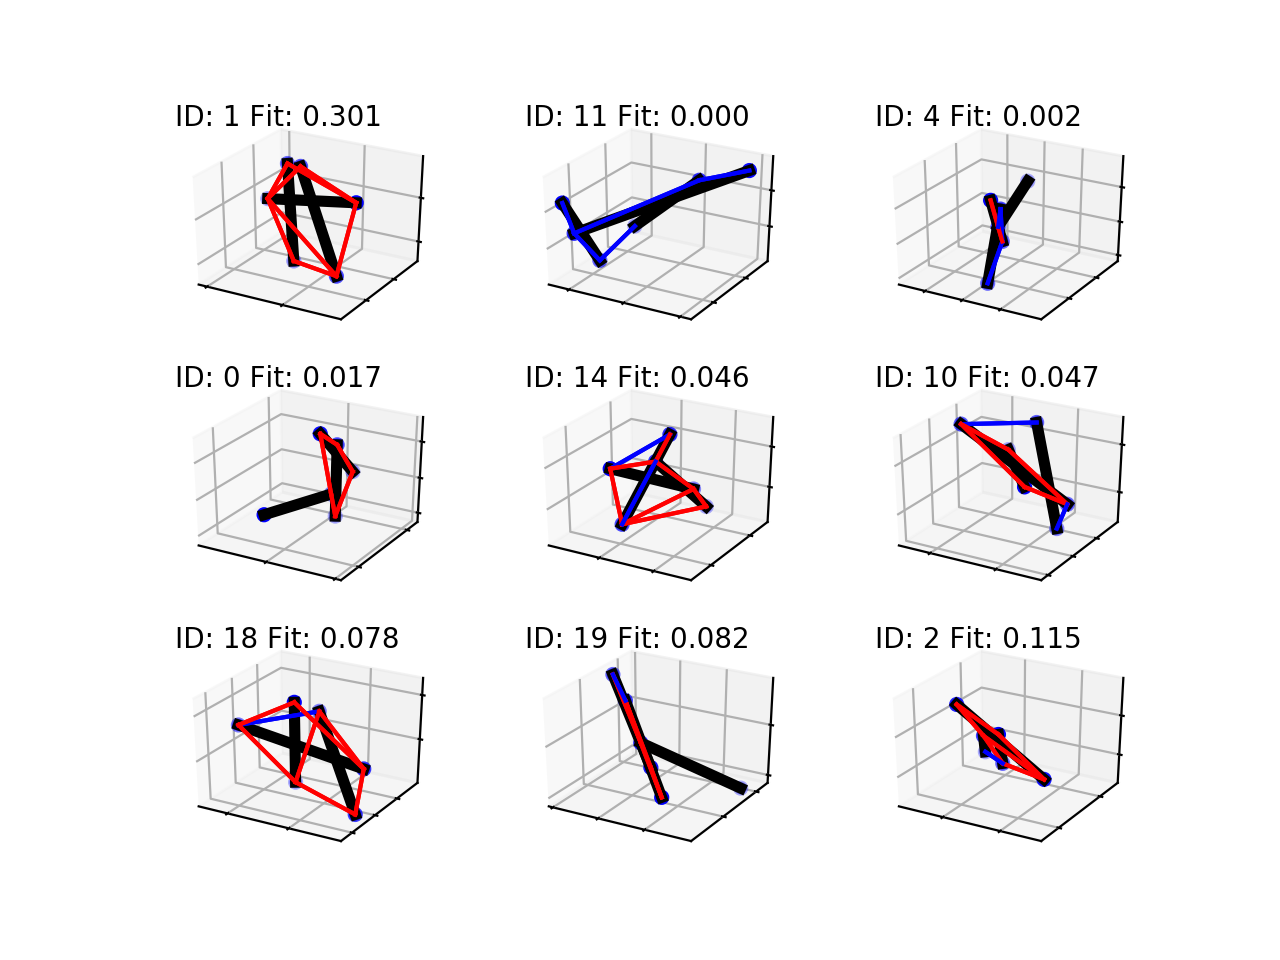 ID: 1 Fit: 0.301
ID: 11 Fit: 0.000
ID: 4 Fit: 0.002
ID: 0 Fit: 0.017
ID: 14 Fit: 0.046
ID: 10 Fit: 0.047
ID: 18 Fit: 0.078
ID: 19 Fit: 0.082
ID: 2 Fit: 0.115